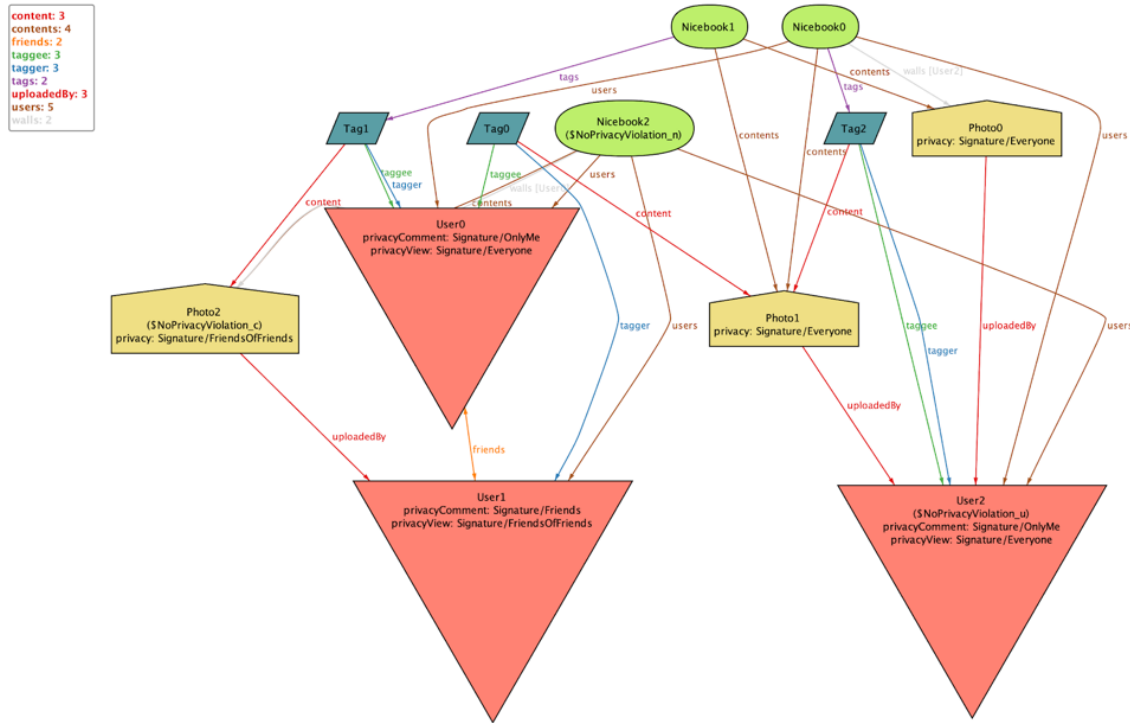 content: 3
contents: 4
friends: 2
taggee: 3
tagger: 3
tags: 2
uploadedBy: 3
users: 5
walls: 2
Nicebook1
Nicebook0
tags
users
contents
walls [User2]
tags
Tag1
Tag0
Nicebook2
($NoPrivacyViolation_n)
Tag2
Photo0
privacy: Signature/Everyone
contents
contents
users
taggee
tagger
taggee
walls [User
users
content
contents
content
content
User0
privacyComment: Signature/OnlyMe
privacyView: Signature/Everyone
Photo2
($NoPrivacyViolation_c)
privacy: Signature/FriendsOfFriends
Photo1
privacy: Signature/Everyone
tagger
users
taggee
uploadedBy
users
tagger
uploadedBy
uploadedBy
friends
User1
privacyComment: Signature/Friends
privacyView: Signature/FriendsOfFriends
User2
($NoPrivacyViolation_u)
privacyComment: Signature/OnlyMe
privacyView: Signature/Everyone